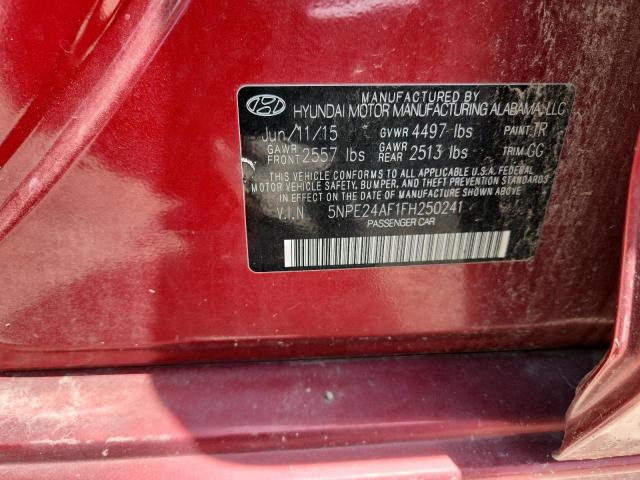 MANUFACTURED BY
HYUNDAI MOTOR MANUFACTURING ALABAMA, LLC
Jun/11/15 GVWR 4497 lbs PAINT TR
GAWR FRONT 2557 lbs GAWR REAR 2513 lbs TRIM GG
THIS VEHICLE CONFORMS TO ALL APPLICABLE U.S.A. FEDERAL
MOTOR VEHICLE SAFETY, BUMPER, AND THEFT PREVENTION STANDARDS
IN EFFECT ON THE DATE OF MANUFACTURE SHOWN ABOVE.
V.I.N 5NPE24AF1FH250241
PASSENGER CAR